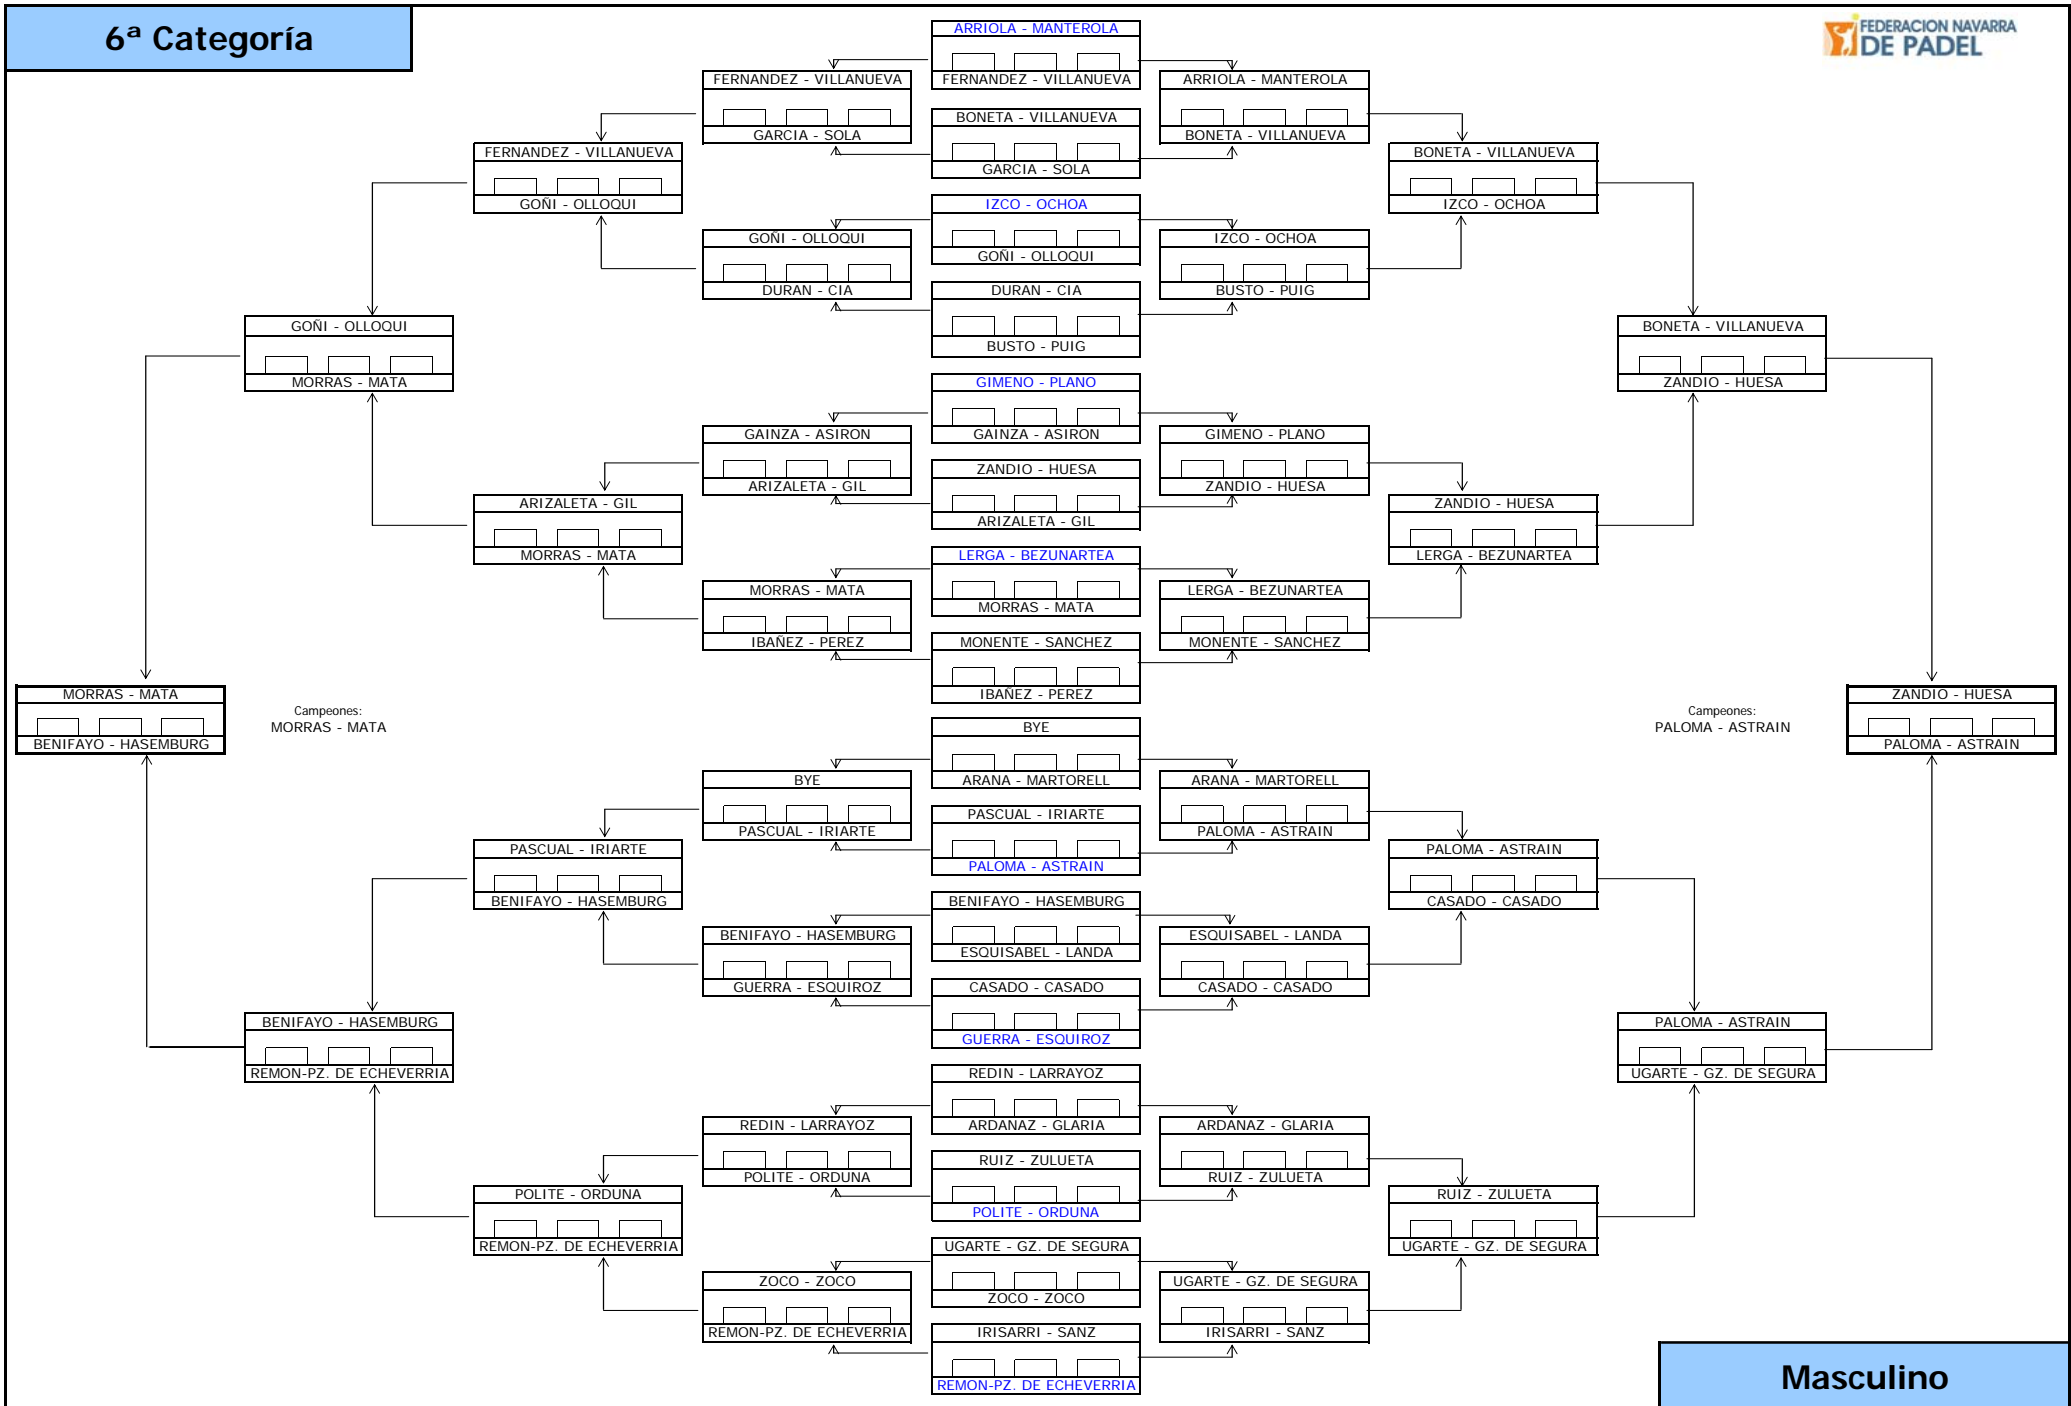 6ª Categoría
FEDERACION NAVARRA
DE PADEL
ARRIOLA - MANTEROLA
FERNANDEZ - VILLANUEVA
FERNANDEZ - VILLANUEVA
ARRIOLA - MANTEROLA
BONETA - VILLANUEVA
GARCIA - SOLA
BONETA - VILLANUEVA
FERNANDEZ - VILLANUEVA
BONETA - VILLANUEVA
GARCIA - SOLA
GOÑI - OLLOQUI
IZCO - OCHOA
IZCO - OCHOA
GOÑI - OLLOQUI
IZCO - OCHOA
GOÑI - OLLOQUI
DURAN - CIA
DURAN - CIA
BUSTO - PUIG
GOÑI - OLLOQUI
BONETA - VILLANUEVA
BUSTO - PUIG
MORRAS - MATA
GIMENO - PLANO
ZANDIO - HUESA
GAINZA - ASIRON
GAINZA - ASIRON
GIMENO - PLANO
ZANDIO - HUESA
ARIZALETA - GIL
ZANDIO - HUESA
ARIZALETA - GIL
ZANDIO - HUESA
ARIZALETA - GIL
MORRAS - MATA
LERGA - BEZUNARTEA
LERGA - BEZUNARTEA
MORRAS - MATA
LERGA - BEZUNARTEA
MORRAS - MATA
IBAÑEZ - PEREZ
MONENTE - SANCHEZ
MONENTE - SANCHEZ
MORRAS - MATA
IBAÑEZ - PEREZ
ZANDIO - HUESA
Campeones:
Campeones:
MORRAS - MATA
BYE
PALOMA - ASTRAIN
BENIFAYO - HASEMBURG
PALOMA - ASTRAIN
BYE
ARANA - MARTORELL
ARANA - MARTORELL
PASCUAL - IRIARTE
PASCUAL - IRIARTE
PALOMA - ASTRAIN
PASCUAL - IRIARTE
PALOMA - ASTRAIN
PALOMA - ASTRAIN
BENIFAYO - HASEMBURG
BENIFAYO - HASEMBURG
CASADO - CASADO
BENIFAYO - HASEMBURG
ESQUISABEL - LANDA
ESQUISABEL - LANDA
GUERRA - ESQUIROZ
CASADO - CASADO
CASADO - CASADO
BENIFAYO - HASEMBURG
GUERRA - ESQUIROZ
PALOMA - ASTRAIN
REMON-PZ. DE ECHEVERRIA
REDIN - LARRAYOZ
UGARTE - GZ. DE SEGURA
REDIN - LARRAYOZ
ARDANAZ - GLARIA
ARDANAZ - GLARIA
RUIZ - ZULUETA
POLITE - ORDUNA
RUIZ - ZULUETA
POLITE - ORDUNA
RUIZ - ZULUETA
POLITE - ORDUNA
REMON-PZ. DE ECHEVERRIA
UGARTE - GZ. DE SEGURA
UGARTE - GZ. DE SEGURA
ZOCO - ZOCO
UGARTE - GZ. DE SEGURA
ZOCO - ZOCO
REMON-PZ. DE ECHEVERRIA
IRISARRI - SANZ
IRISARRI - SANZ
REMON-PZ. DE ECHEVERRIA
Masculino